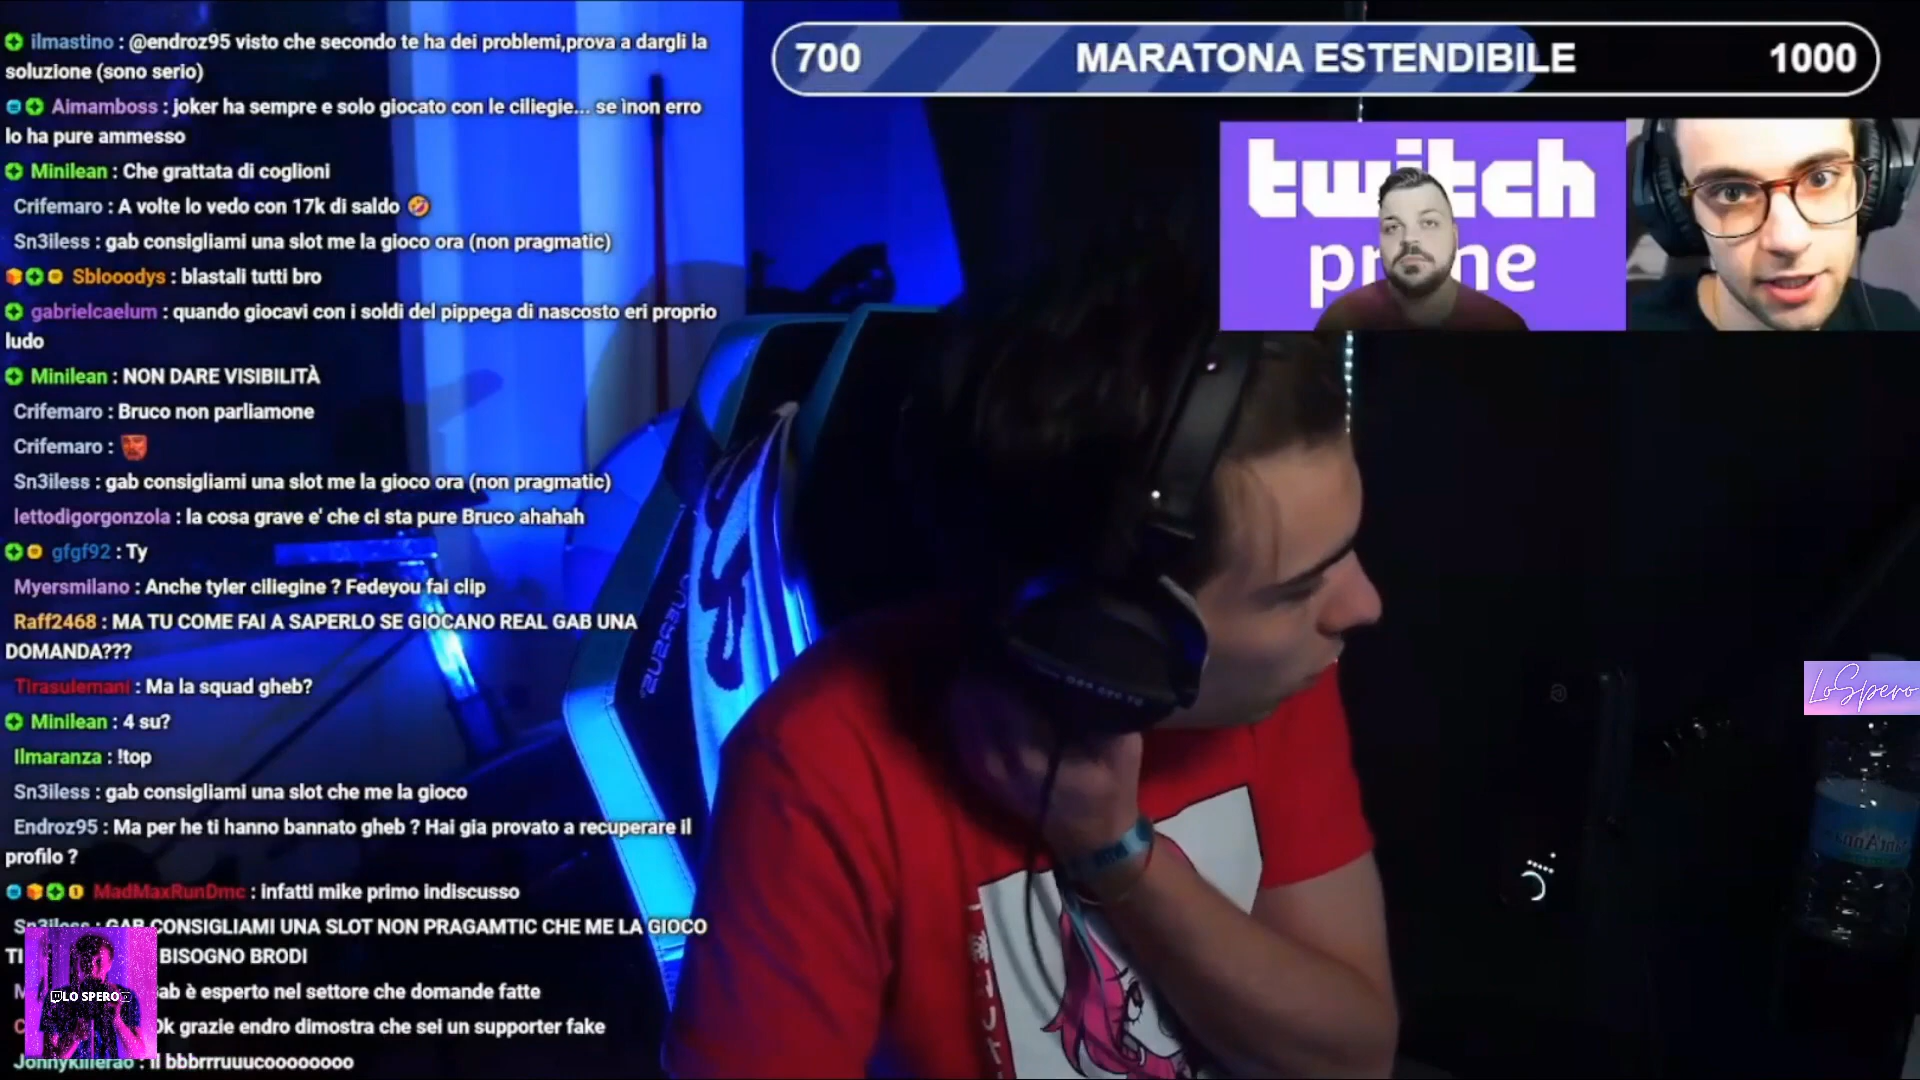 ilmastino : @endroz95 visto che secondo te ha dei problemi,prova a dargli la
soluzione (sono serio)
Aimamboss : joker ha sempre e solo giocato con le ciliegie... se ìnon erro
lo ha pure ammesso
Minilean : Che grattata di coglioni
Crifemaro : A volte lo vedo con 17k di saldo 🤣
Sn3iless : gab consigliami una slot me la gioco ora (non pragmatic)
Sblooodys : blastali tutti bro
gabrielcaelum : quando giocavi con i soldi del pippega di nascosto eri proprio
ludo
Minilean : NON DARE VISIBILITÀ
Crifemaro : Bruco non parliamone
Crifemaro : 👹
Sn3iless : gab consigliami una slot me la gioco ora (non pragmatic)
lettodigorgonzola : la cosa grave e' che ci sta pure Bruco ahahah
gfgf92 : Ty
Myersmilano : Anche tyler ciliegine ? Fedeyou fai clip
Raff2468 : MA TU COME FAI A SAPERLO SE GIOCANO REAL GAB UNA
DOMANDA???
Tirasulemani : Ma la squad gheb?
Minilean : 4 su?
Ilmaranza : !top
Sn3iless : gab consigliami una slot che me la gioco
Endroz95 : Ma per he ti hanno bannato gheb ? Hai gia provato a recuperare il
profilo ?
MadMaxRunDmc : infatti mike primo indiscusso
Sn3iless : GAB CONSIGLIAMI UNA SLOT NON PRAGAMTIC CHE ME LA GIOCO
TI BISOGNO BRODI
ab è esperto nel settore che domande fatte
Ok grazie endro dimostra che sei un supporter fake
Jonnykillerao : il bbbrrruuucoooooooo
LO SPERO
700 MARATONA ESTENDIBILE 1000
twitch
prime
LoSpero